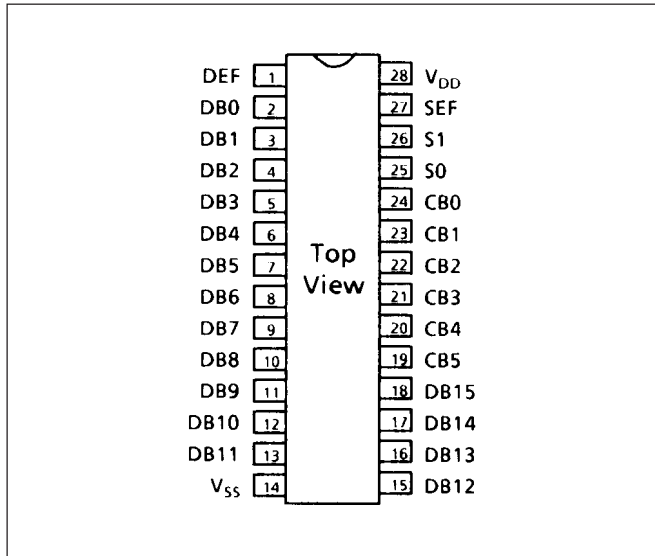 DEF 1 28 VDD
DB0 2 27 SEF
DB1 3 26 S1
DB2 4 25 S0
DB3 5 24 CB0
DB4 6 23 CB1
DB5 7 22 CB2
DB6 8 21 CB3
DB7 9 20 CB4
DB8 10 19 CB5
DB9 11 18 DB15
DB10 12 17 DB14
DB11 13 16 DB13
VSS 14 15 DB12
Top
View